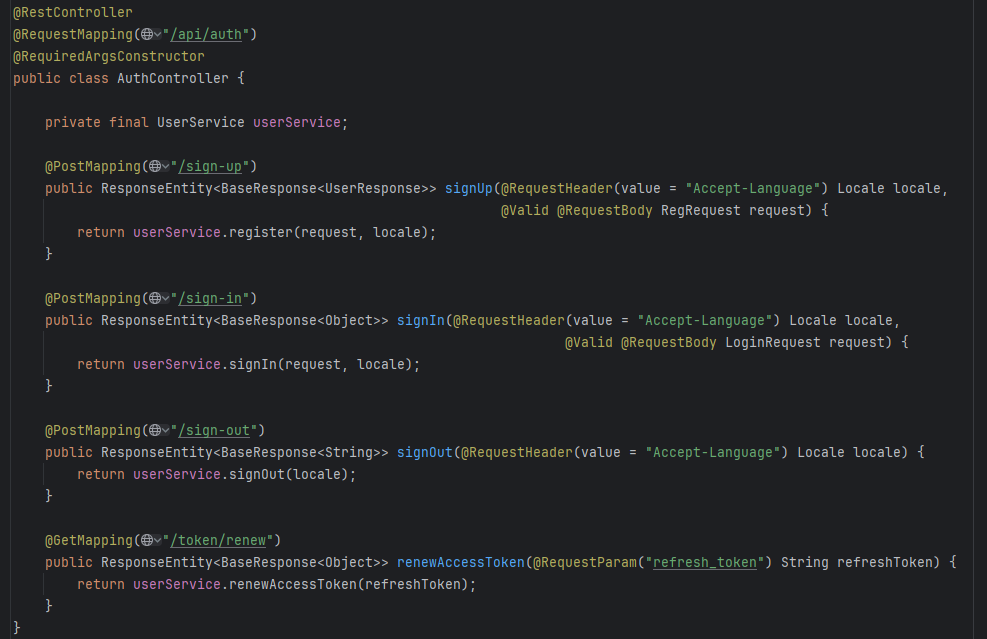 @RestController
@RequestMapping("/api/auth")
@RequiredArgsConstructor
public class AuthController {
private final UserService userService;
@PostMapping("/sign-up")
public ResponseEntity<BaseResponse<UserResponse>> signUp(@RequestHeader(value = "Accept-Language") Locale locale,
@Valid @RequestBody RegRequest request) {
return userService.register(request, locale);
}
@PostMapping("/sign-in")
public ResponseEntity<BaseResponse<Object>> signIn(@RequestHeader(value = "Accept-Language") Locale locale,
@Valid @RequestBody LoginRequest request) {
return userService.signIn(request, locale);
}
@PostMapping("/sign-out")
public ResponseEntity<BaseResponse<String>> signOut(@RequestHeader(value = "Accept-Language") Locale locale) {
return userService.signOut(locale);
}
@GetMapping("/token/renew")
public ResponseEntity<BaseResponse<Object>> renewAccessToken(@RequestParam("refresh_token") String refreshToken) {
return userService.renewAccessToken(refreshToken);
}
}